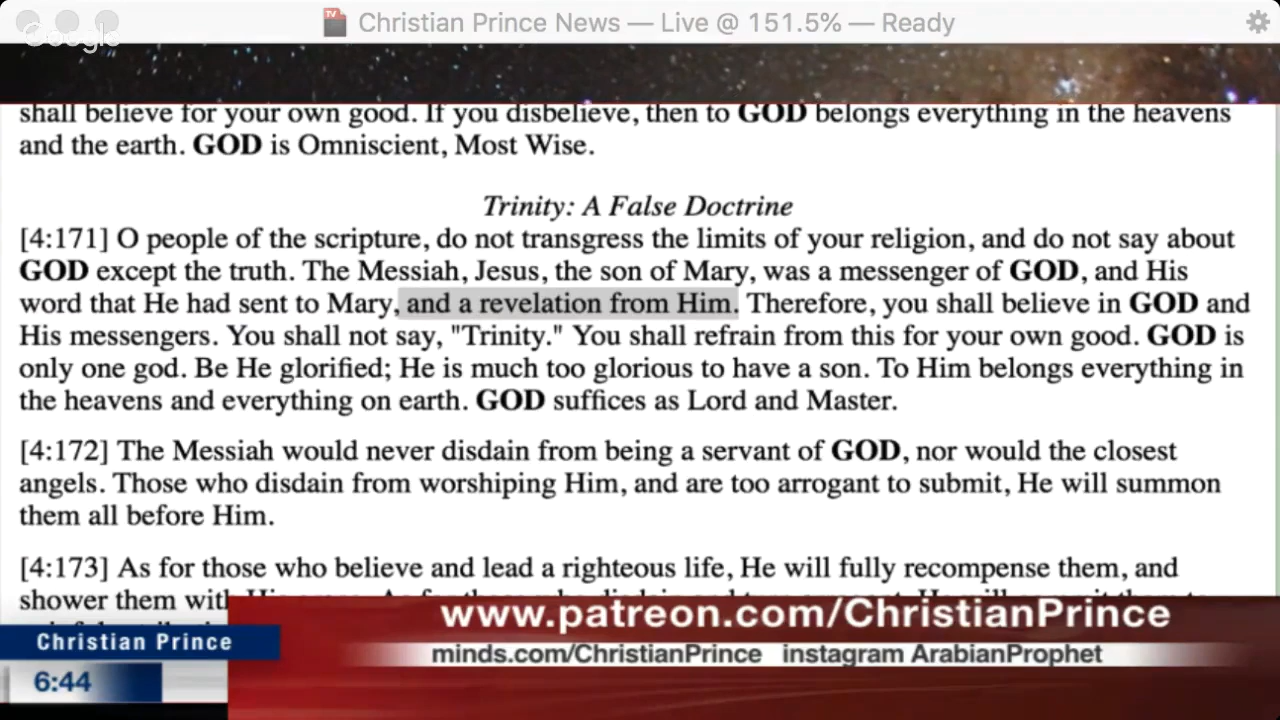 Christian Prince News — Live @ 151.5% — Ready
Google
shall believe for your own good. If you disbelieve, then to GOD belongs everything in the heavens
and the earth. GOD is Omniscient, Most Wise.
Trinity: A False Doctrine
[4:171] O people of the scripture, do not transgress the limits of your religion, and do not say about
GOD except the truth. The Messiah, Jesus, the son of Mary, was a messenger of GOD, and His
word that He had sent to Mary, and a revelation from Him. Therefore, you shall believe in GOD and
His messengers. You shall not say, "Trinity." You shall refrain from this for your own good. GOD is
only one god. Be He glorified; He is much too glorious to have a son. To Him belongs everything in
the heavens and everything on earth. GOD suffices as Lord and Master.
[4:172] The Messiah would never disdain from being a servant of GOD, nor would the closest
angels. Those who disdain from worshiping Him, and are too arrogant to submit, He will summon
them all before Him.
[4:173] As for those who believe and lead a righteous life, He will fully recompense them, and
shower them with
www.patreon.com/ChristianPrince
Christian Prince
minds.com/ChristianPrince instagram ArabianProphet
6:44